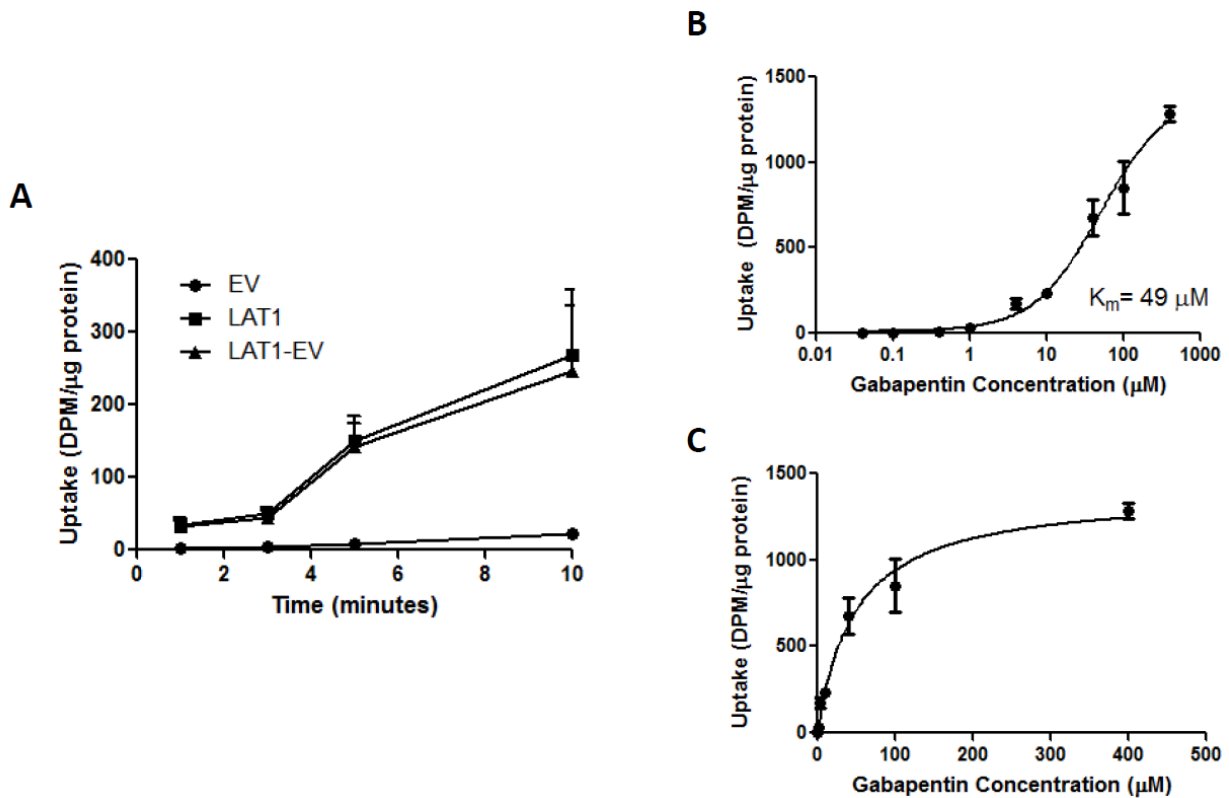 A
Uptake (DPM/μg protein)
400
300
200
100
0
EV
LAT1
LAT1-EV
0 2 4 6 8 10
Time (minutes)
B
Uptake (DPM/μg protein)
1500
1000
500
0
Km= 49 μM
0.01 0.1 1 10 100 1000
Gabapentin Concentration (μM)
C
Uptake (DPM/μg protein)
1500
1000
500
0
0 100 200 300 400 500
Gabapentin Concentration (μM)